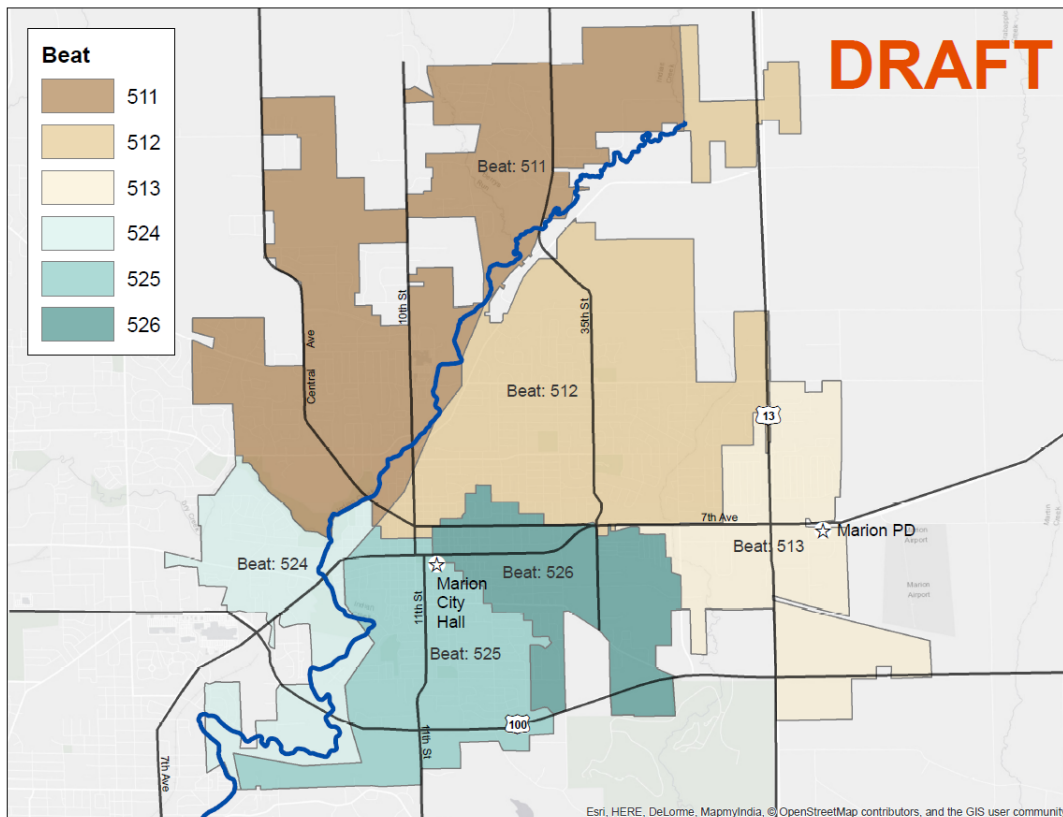 Beat
511
512
513
524
525
526
DRAFT
Beat: 511
10th St
35th St
Central Ave
Beat: 512
13
7th Ave
Marion PD
Beat: 513
Marion
Airport
Marion
Airport
Beat: 524
Beat: 526
Marion
City
Hall
11th St
Beat: 525
100
11th St
7th Ave
Esri, HERE, DeLorme, MapmyIndia, © OpenStreetMap contributors, and the GIS user community